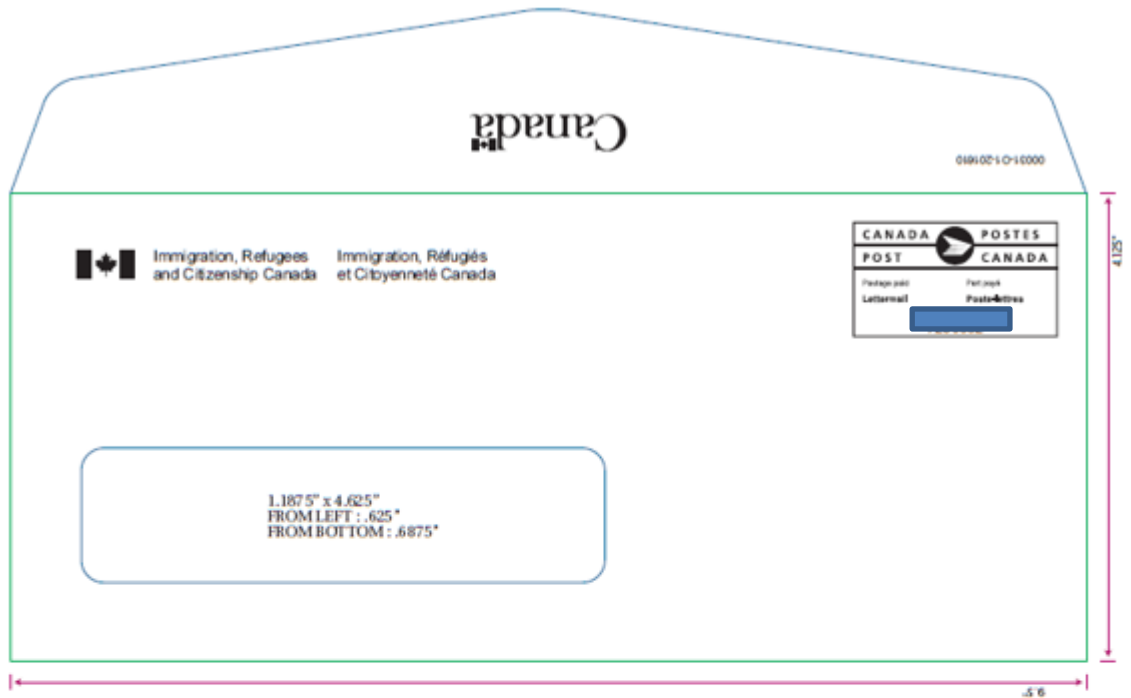 Canada
00031-O-1-201610
Immigration, Refugees
and Citizenship Canada
Immigration, Réfugiés
et Citoyenneté Canada
CANADA POSTES
POST CANADA
Postage paid Port payé
Lettermail Poste-lettres
4.125"
1.1875" x 4.625"
FROM LEFT : .625"
FROM BOTTOM : .6875"
9.5"